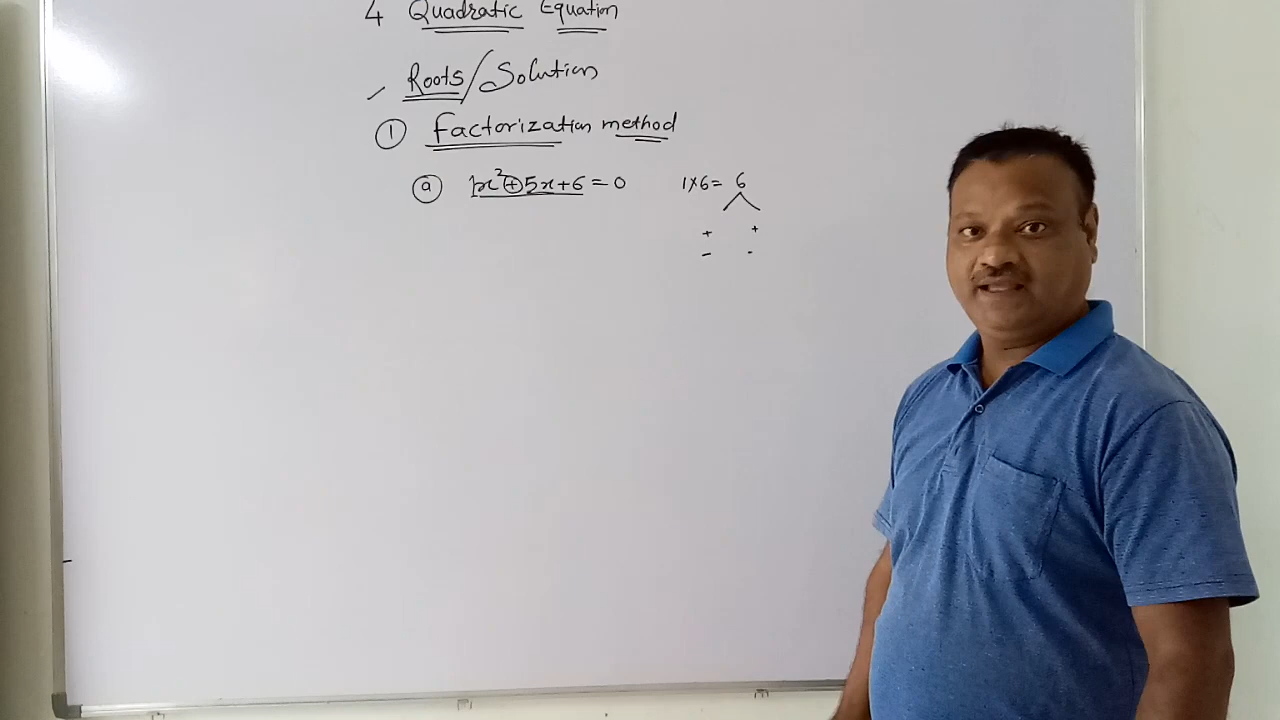 4 Quadratic Equation
Roots/Solution
① Factorization method
ⓐ 1x²+5x+6=0 1×6= 6
+ +
- -